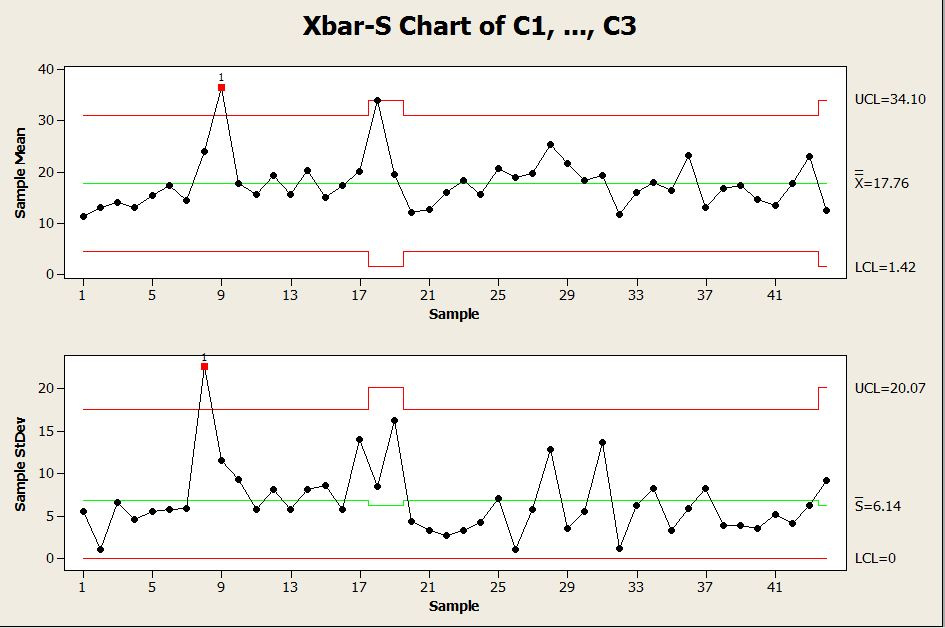 Xbar-S Chart of C1, ..., C3
40
30
20
10
0
Sample Mean
1
UCL=34.10
X̿=17.76
LCL=1.42
1 5 9 13 17 21 25 29 33 37 41
Sample
20
15
10
5
0
Sample StDev
1
UCL=20.07
S̅=6.14
LCL=0
1 5 9 13 17 21 25 29 33 37 41
Sample